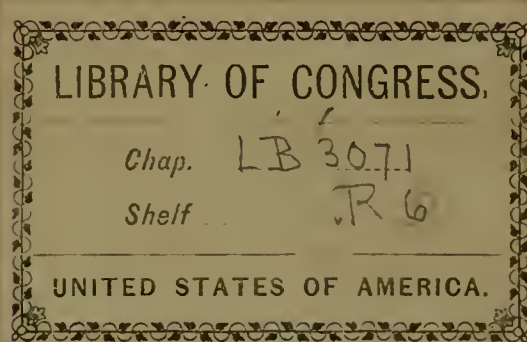 LIBRARY OF CONGRESS.
Chap. LB 3071
Shelf .R6
UNITED STATES OF AMERICA.